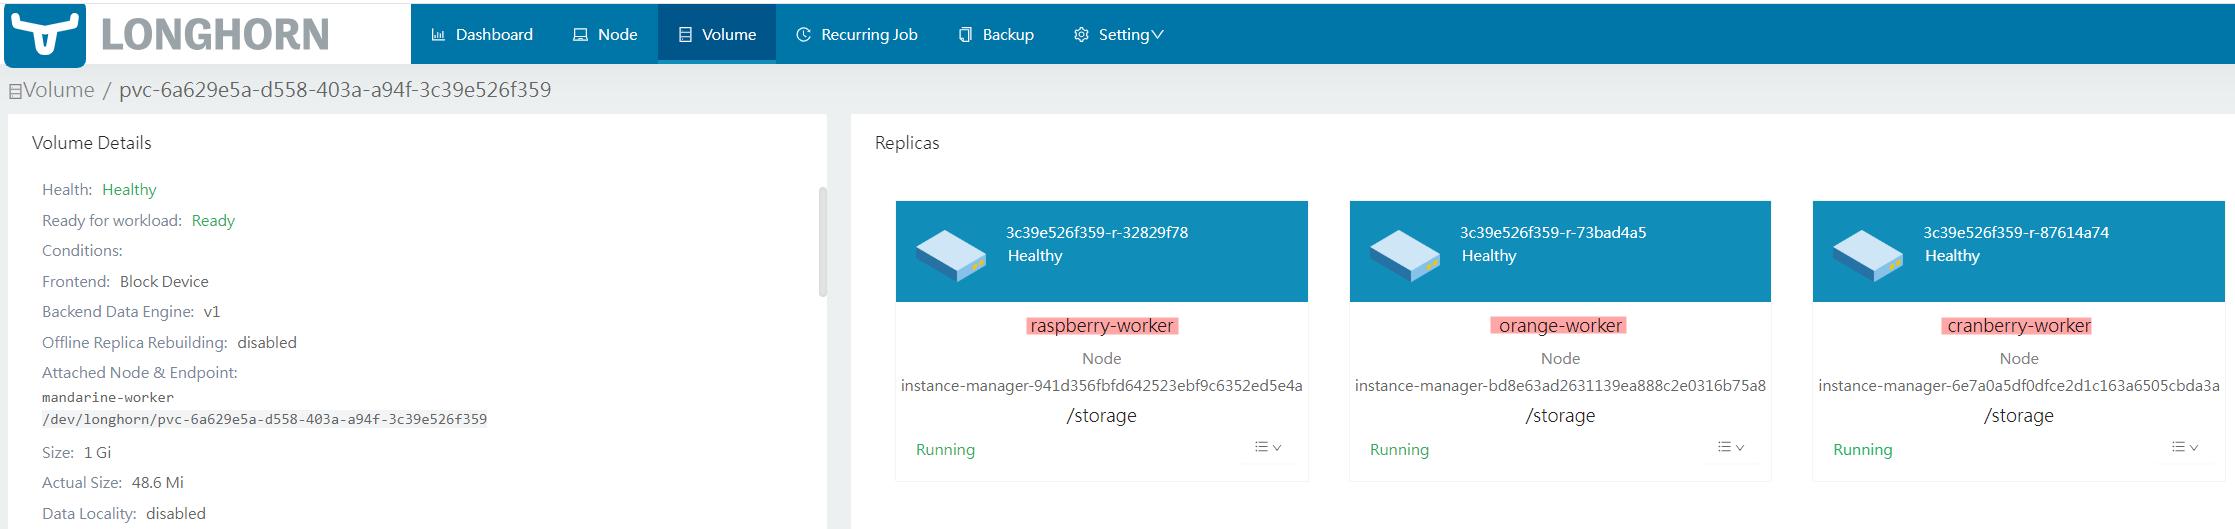 LONGHORN
Dashboard
Node
Volume
Recurring Job
Backup
Setting
Volume / pvc-6a629e5a-d558-403a-a94f-3c39e526f359
Volume Details
Health: Healthy
Ready for workload: Ready
Conditions:
Frontend: Block Device
Backend Data Engine: v1
Offline Replica Rebuilding: disabled
Attached Node & Endpoint:
mandarine-worker
/dev/longhorn/pvc-6a629e5a-d558-403a-a94f-3c39e526f359
Size: 1 Gi
Actual Size: 48.6 Mi
Data Locality: disabled
Replicas
3c39e526f359-r-32829f78
Healthy
raspberry-worker
Node
instance-manager-941d356fbfd642523ebf9c6352ed5e4a
/storage
Running
3c39e526f359-r-73bad4a5
Healthy
orange-worker
Node
instance-manager-bd8e63ad2631139ea888c2e0316b75a8
/storage
Running
3c39e526f359-r-87614a74
Healthy
cranberry-worker
Node
instance-manager-6e7a0a5df0dfce2d1c163a6505cbda3a
/storage
Running